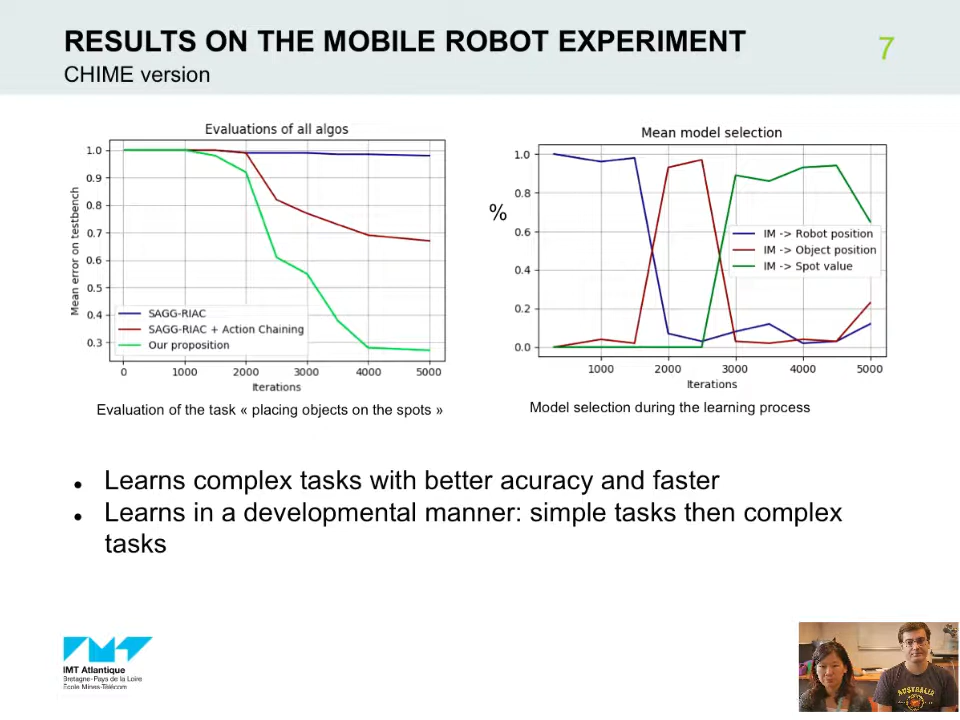 RESULTS ON THE MOBILE ROBOT EXPERIMENT
7
CHIME version
Evaluations of all algos
Mean error on testbench
1.0
0.9
0.8
0.7
0.6
0.5
0.4
0.3
SAGG-RIAC
SAGG-RIAC + Action Chaining
Our proposition
0 1000 2000 3000 4000 5000
Iterations
Evaluation of the task « placing objects on the spots »
Mean model selection
%
1.0
0.8
0.6
0.4
0.2
0.0
IM -> Robot position
IM -> Object position
IM -> Spot value
1000 2000 3000 4000 5000
Iterations
Model selection during the learning process
• Learns complex tasks with better acuracy and faster
• Learns in a developmental manner: simple tasks then complex
tasks
IMT Atlantique
Bretagne-Pays de la Loire
École Mines-Télécom
AUSTRALIA